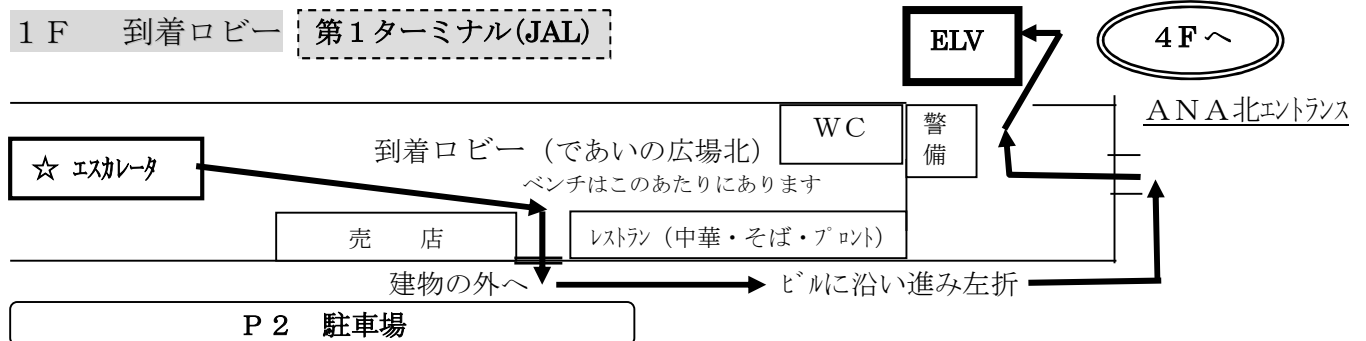 １Ｆ　到着ロビー
第１ターミナル(JAL)
ELV
４Ｆへ
ＡＮＡ北ｴﾝﾄﾗﾝｽ
ＷＣ
警備
☆ ｴｽｶﾚｰﾀ
到着ロビー（であいの広場北）
ベンチはこのあたりにあります
売　店
ﾚｽﾄﾗﾝ（中華・そば・ﾌﾟﾛﾝﾄ）
建物の外へ
ﾋﾞﾙに沿い進み左折
Ｐ２　駐車場